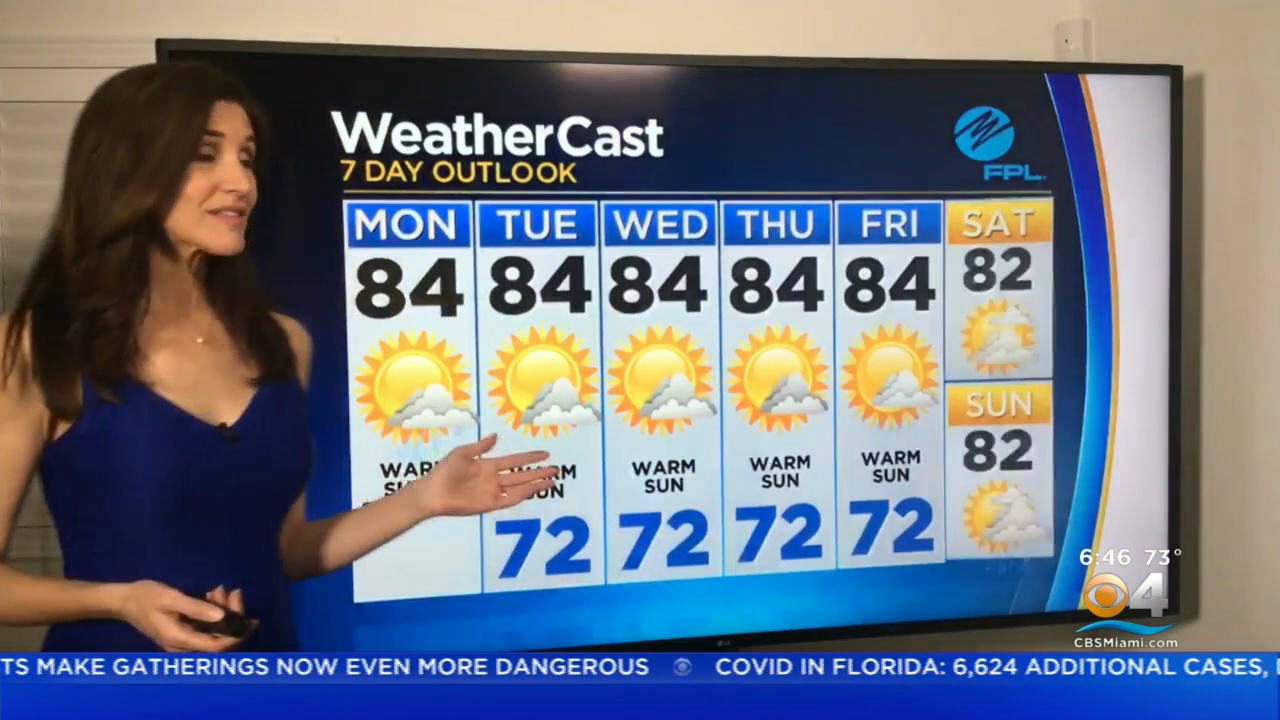 WeatherCast
7 DAY OUTLOOK
FPL
MON
TUE
WED
THU
FRI
SAT
84
84
84
84
84
82
WARM
SUN
WARM
SUN
WARM
SUN
72
72
72
72
SUN
82
6:46 73°
4
CBSMiami.com
TS MAKE GATHERINGS NOW EVEN MORE DANGEROUS
COVID IN FLORIDA: 6,624 ADDITIONAL CASES,